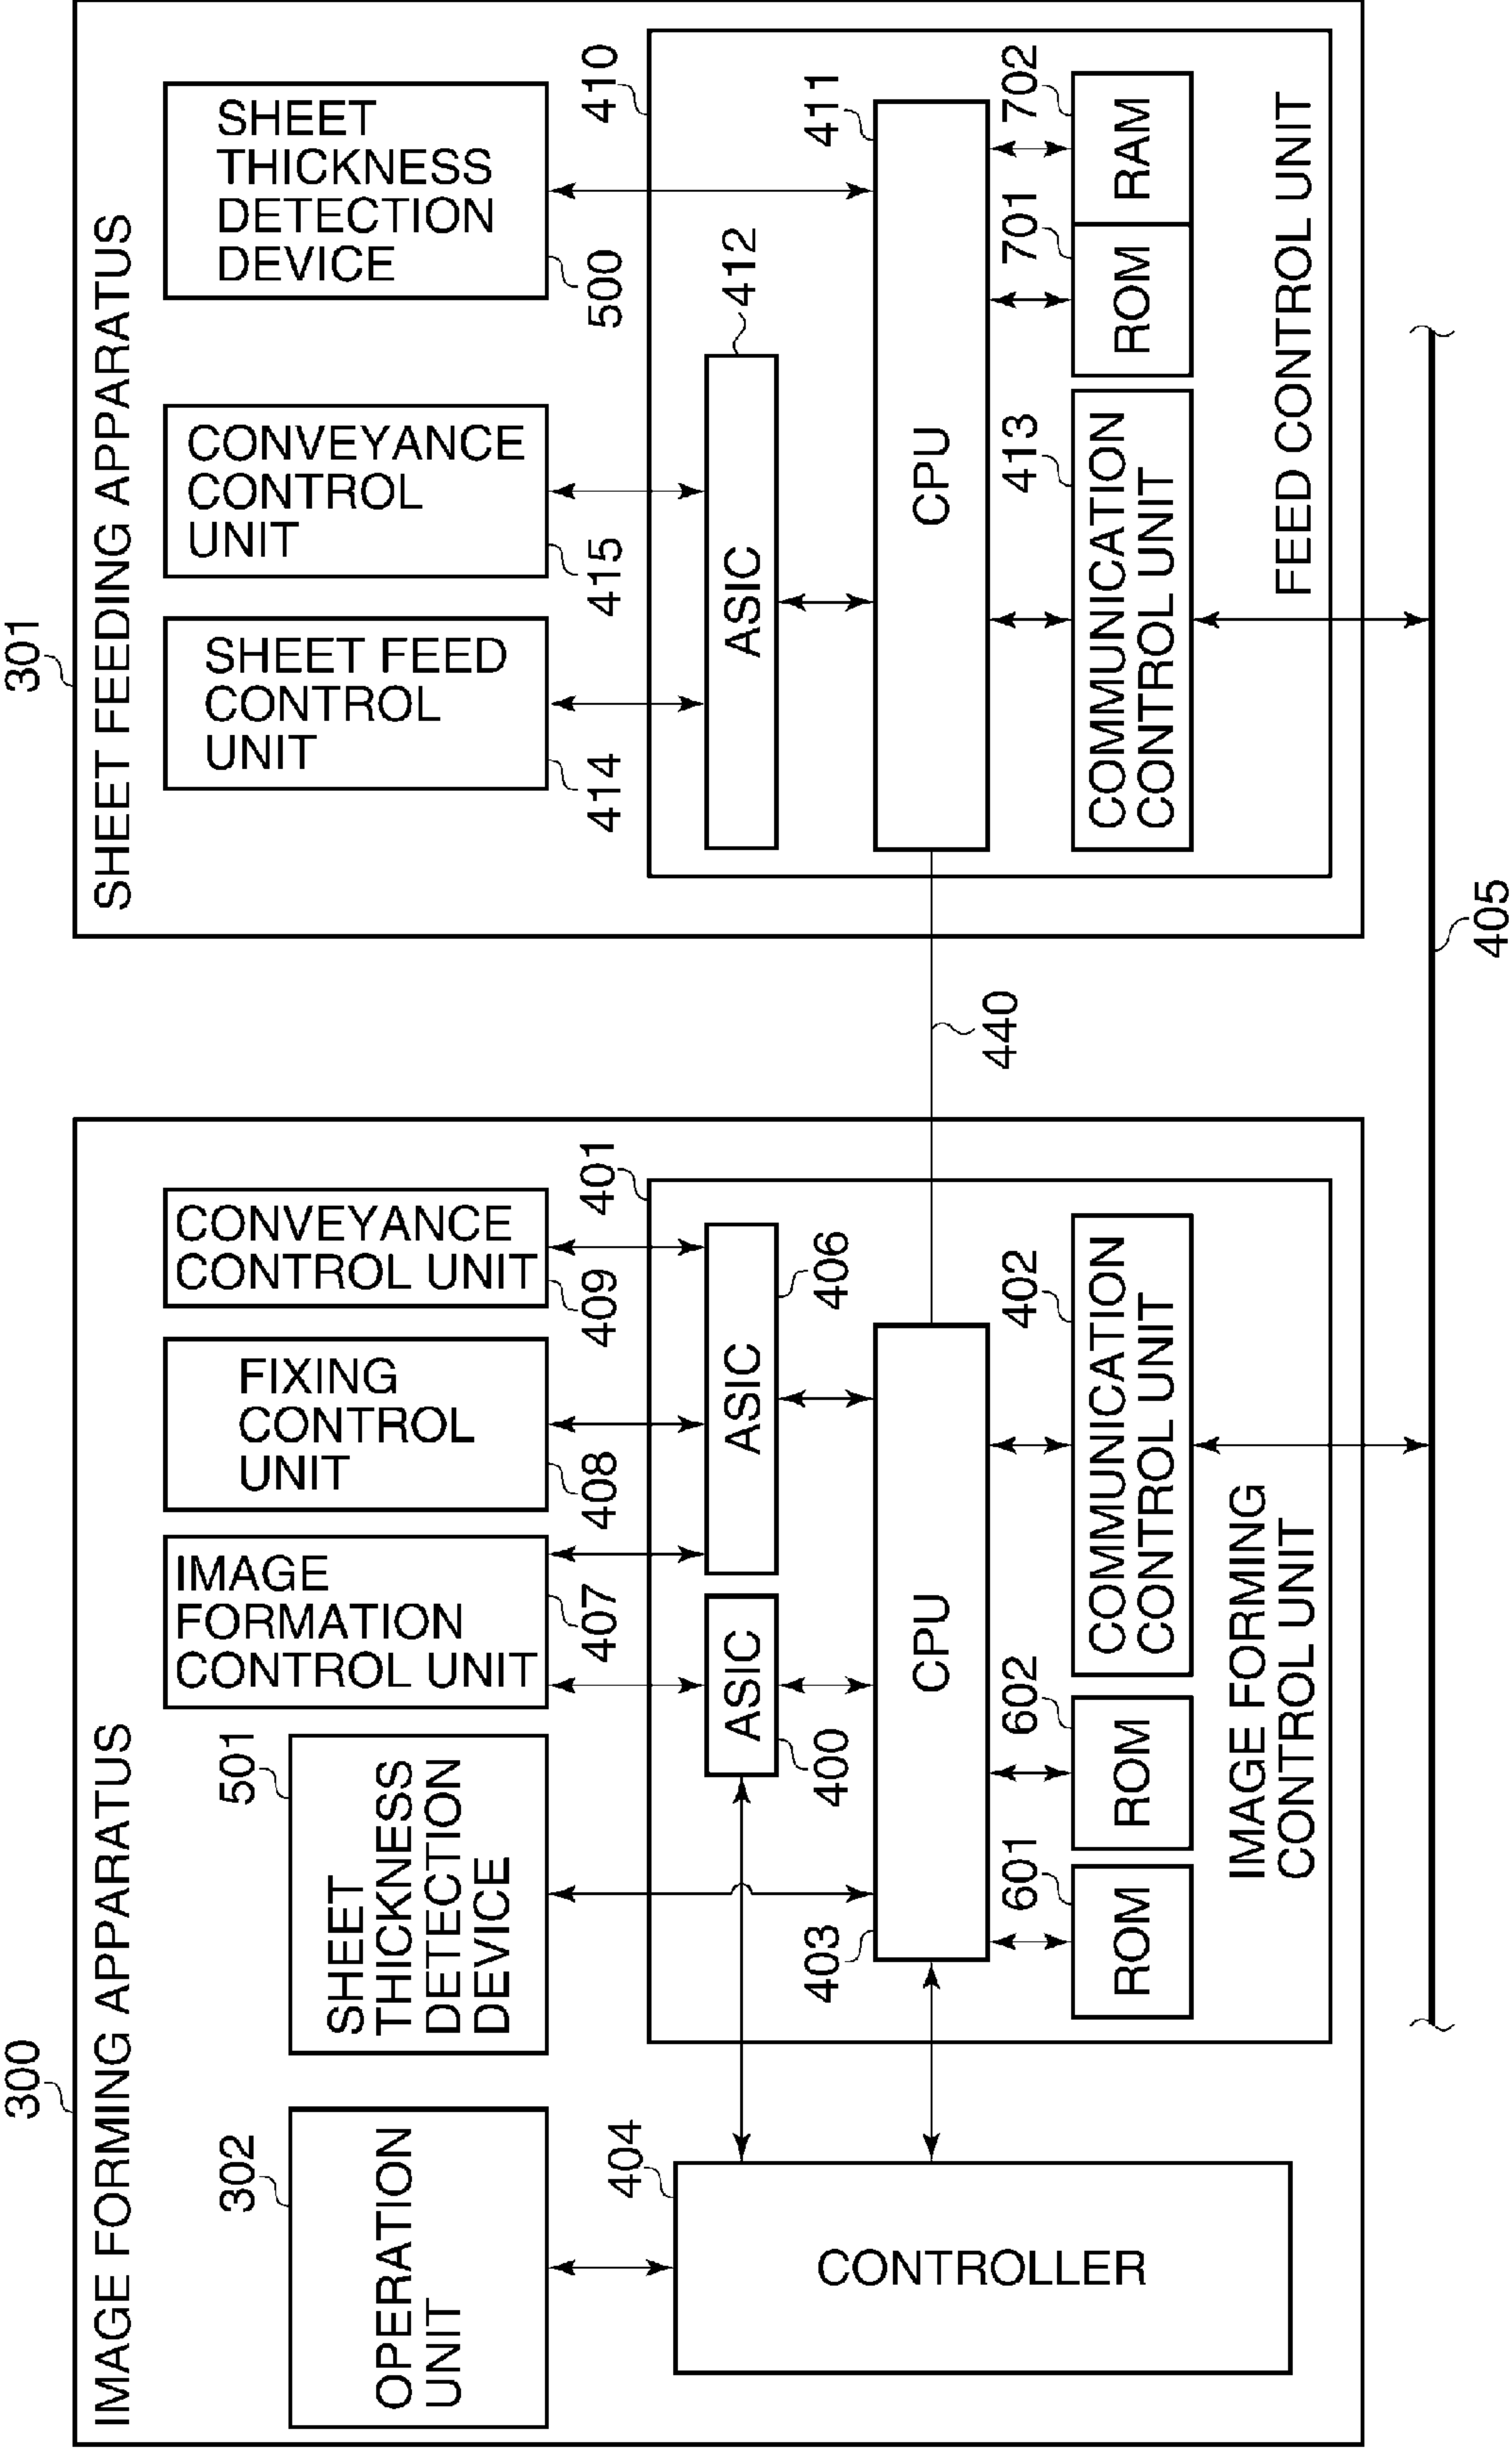 300
IMAGE FORMING APPARATUS
302
OPERATION
UNIT
501
SHEET
THICKNESS
DETECTION
DEVICE
IMAGE
FORMATION
CONTROL UNIT
407
FIXING
CONTROL
UNIT
408
CONVEYANCE
CONTROL UNIT
409
401
404
CONTROLLER
ASIC
400
ASIC
406
403
CPU
601
ROM
602
ROM
402
COMMUNICATION
CONTROL UNIT
IMAGE FORMING
CONTROL UNIT
440
405
301
SHEET FEEDING APPARATUS
SHEET FEED
CONTROL
UNIT
414
CONVEYANCE
CONTROL
UNIT
415
SHEET
THICKNESS
DETECTION
DEVICE
500
410
ASIC
412
CPU
411
413
COMMUNICATION
CONTROL UNIT
701
ROM
702
RAM
FEED CONTROL UNIT